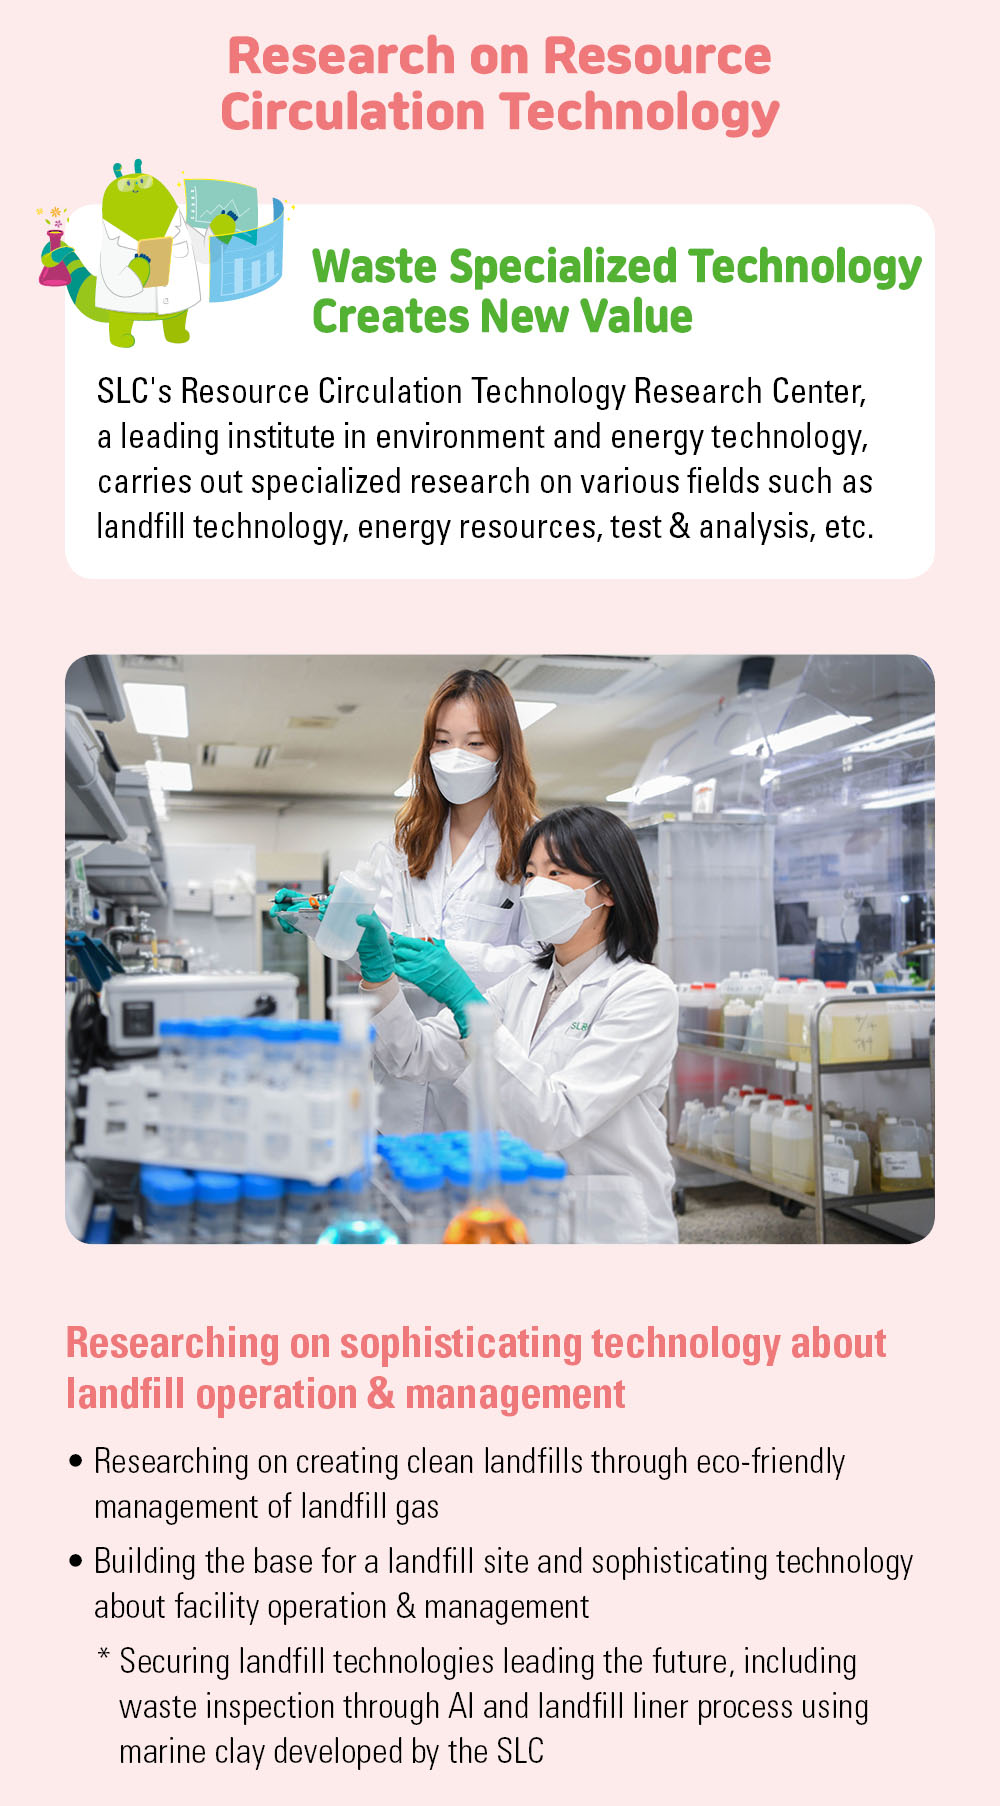 Research on Resource
Circulation Technology
Waste Specialized Technology
Creates New Value
SLC's Resource Circulation Technology Research Center,
a leading institute in environment and energy technology,
carries out specialized research on various fields such as
landfill technology, energy resources, test & analysis, etc.
Researching on sophisticating technology about
landfill operation & management
• Researching on creating clean landfills through eco-friendly
management of landfill gas
• Building the base for a landfill site and sophisticating technology
about facility operation & management
* Securing landfill technologies leading the future, including
waste inspection through AI and landfill liner process using
marine clay developed by the SLC